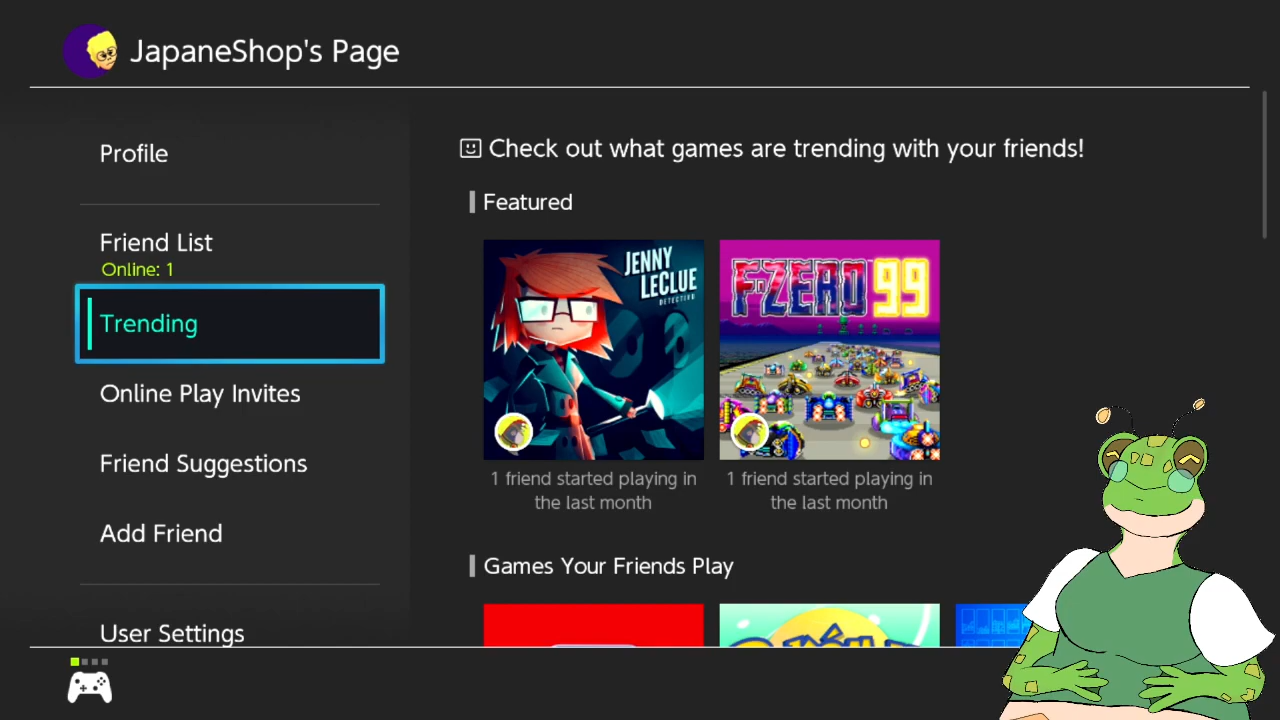 JapaneShop's Page
Profile
Friend List
Online: 1
Trending
Online Play Invites
Friend Suggestions
Add Friend
User Settings
Check out what games are trending with your friends!
Featured
JENNY
LECLUE
DETECTIVU
F-ZERO 99
1 friend started playing in
the last month
1 friend started playing in
the last month
Games Your Friends Play